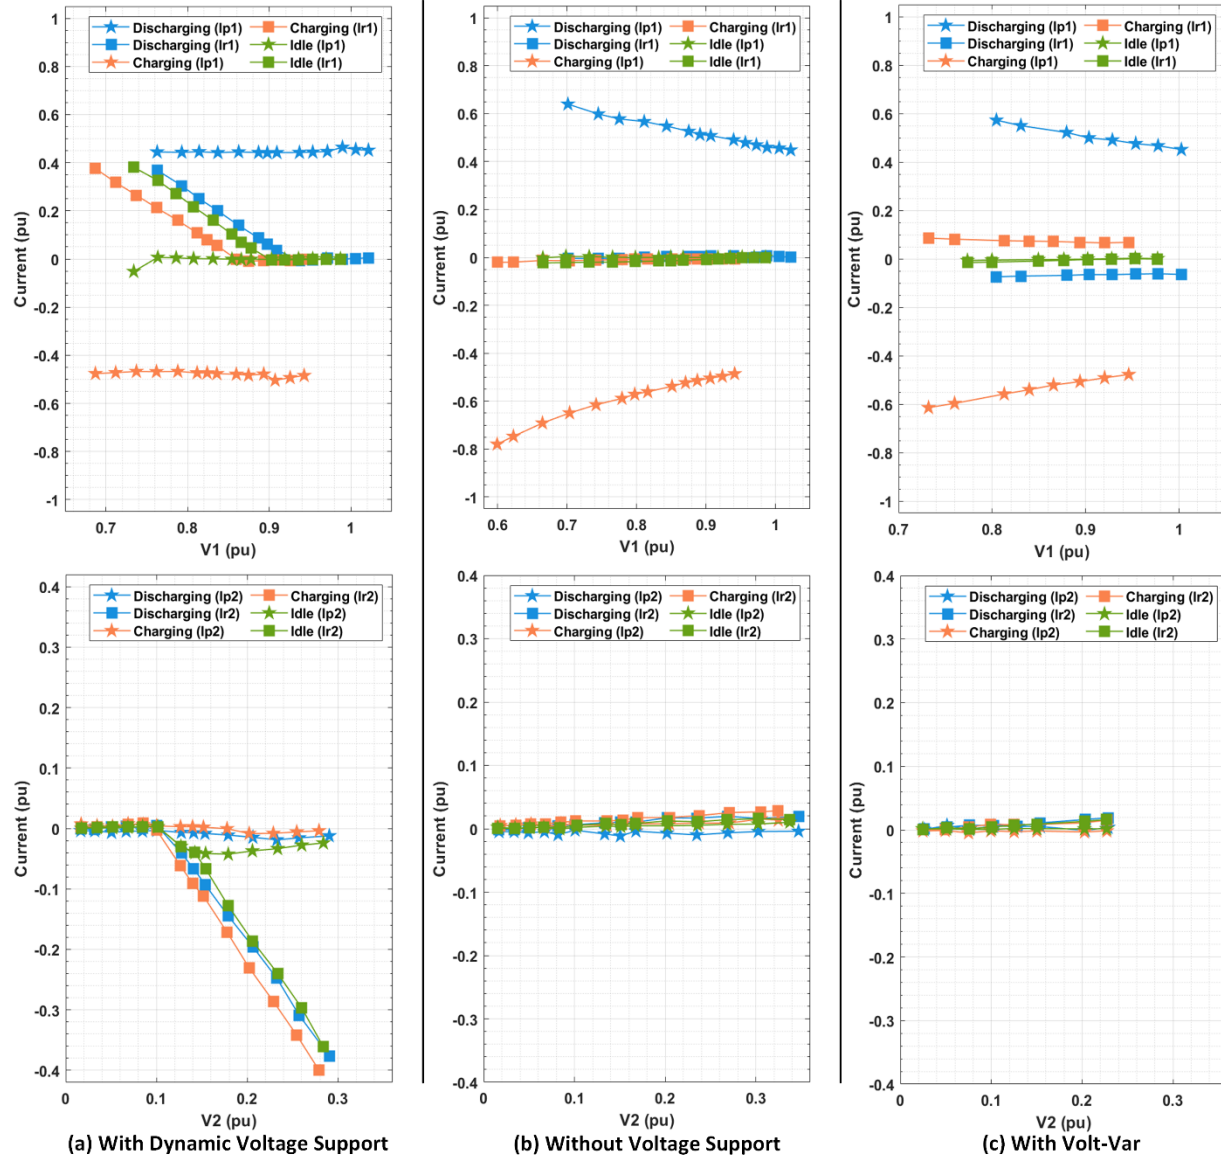 Discharging (Ip1)
Discharging (Ir1)
Charging (Ip1)
Charging (Ir1)
Idle (Ip1)
Idle (Ir1)
1
0.8
0.6
0.4
0.2
0
-0.2
-0.4
-0.6
-0.8
-1
Current (pu)
0.7
0.8
0.9
1
V1 (pu)
Discharging (Ip1)
Discharging (Ir1)
Charging (Ip1)
Charging (Ir1)
Idle (Ip1)
Idle (Ir1)
1
0.8
0.6
0.4
0.2
0
-0.2
-0.4
-0.6
-0.8
-1
Current (pu)
0.6
0.7
0.8
0.9
1
V1 (pu)
Discharging (Ip1)
Discharging (Ir1)
Charging (Ip1)
Charging (Ir1)
Idle (Ip1)
Idle (Ir1)
1
0.8
0.6
0.4
0.2
0
-0.2
-0.4
-0.6
-0.8
-1
Current (pu)
0.7
0.8
0.9
1
V1 (pu)
Discharging (Ip2)
Discharging (Ir2)
Charging (Ip2)
Charging (Ir2)
Idle (Ip2)
Idle (Ir2)
0.4
0.3
0.2
0.1
0
-0.1
-0.2
-0.3
-0.4
Current (pu)
0
0.1
0.2
0.3
V2 (pu)
(a) With Dynamic Voltage Support
Discharging (Ip2)
Discharging (Ir2)
Charging (Ip2)
Charging (Ir2)
Idle (Ip2)
Idle (Ir2)
0.4
0.3
0.2
0.1
0
-0.1
-0.2
-0.3
-0.4
Current (pu)
0
0.1
0.2
0.3
V2 (pu)
(b) Without Voltage Support
Discharging (Ip2)
Discharging (Ir2)
Charging (Ip2)
Charging (Ir2)
Idle (Ip2)
Idle (Ir2)
0.4
0.3
0.2
0.1
0
-0.1
-0.2
-0.3
-0.4
Current (pu)
0
0.1
0.2
0.3
V2 (pu)
(c) With Volt-Var